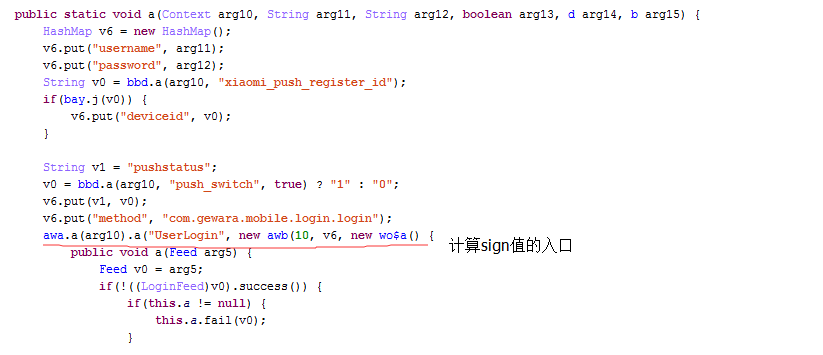 public static void a(Context arg10, String arg11, String arg12, boolean arg13, d arg14, b arg15) {
HashMap v6 = new HashMap();
v6.put("username", arg11);
v6.put("password", arg12);
String v0 = bbd.a(arg10, "xiaomi_push_register_id");
if(bay.j(v0)) {
v6.put("deviceid", v0);
}
String v1 = "pushstatus";
v0 = bbd.a(arg10, "push_switch", true) ? "1" : "0";
v6.put(v1, v0);
v6.put("method", "com.gewara.mobile.login.login");
awa.a(arg10).a("UserLogin", new awb(10, v6, new wo$a() {
计算sign值的入口
public void a(Feed arg5) {
Feed v0 = arg5;
if(!((LoginFeed)v0).success()) {
if(this.a != null) {
this.a.fail(v0);
}